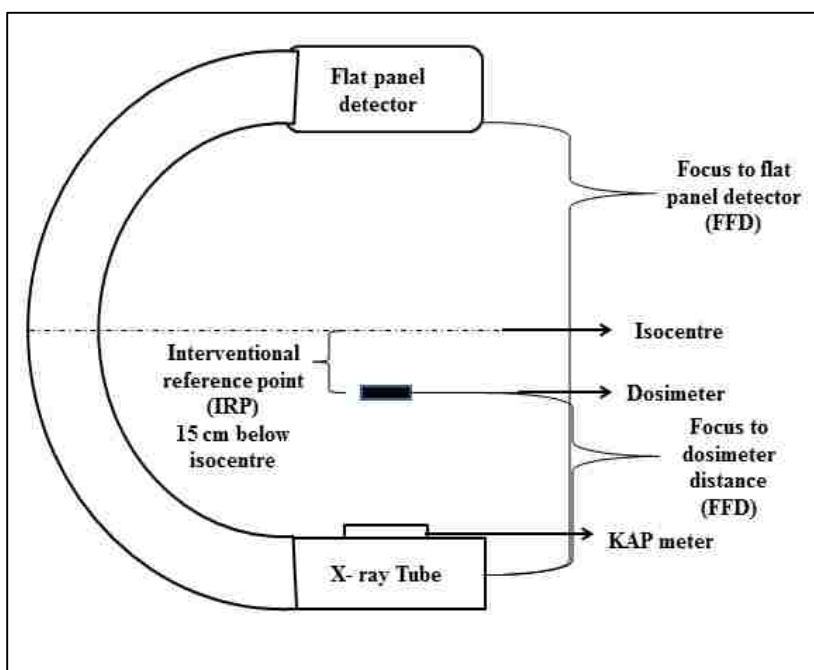 Flat panel
detector
Focus to flat
panel detector
(FFD)
Isocentre
Interventional
reference point
(IRP)
15 cm below
isocentre
Dosimeter
Focus to
dosimeter
distance
(FFD)
KAP meter
X- ray Tube